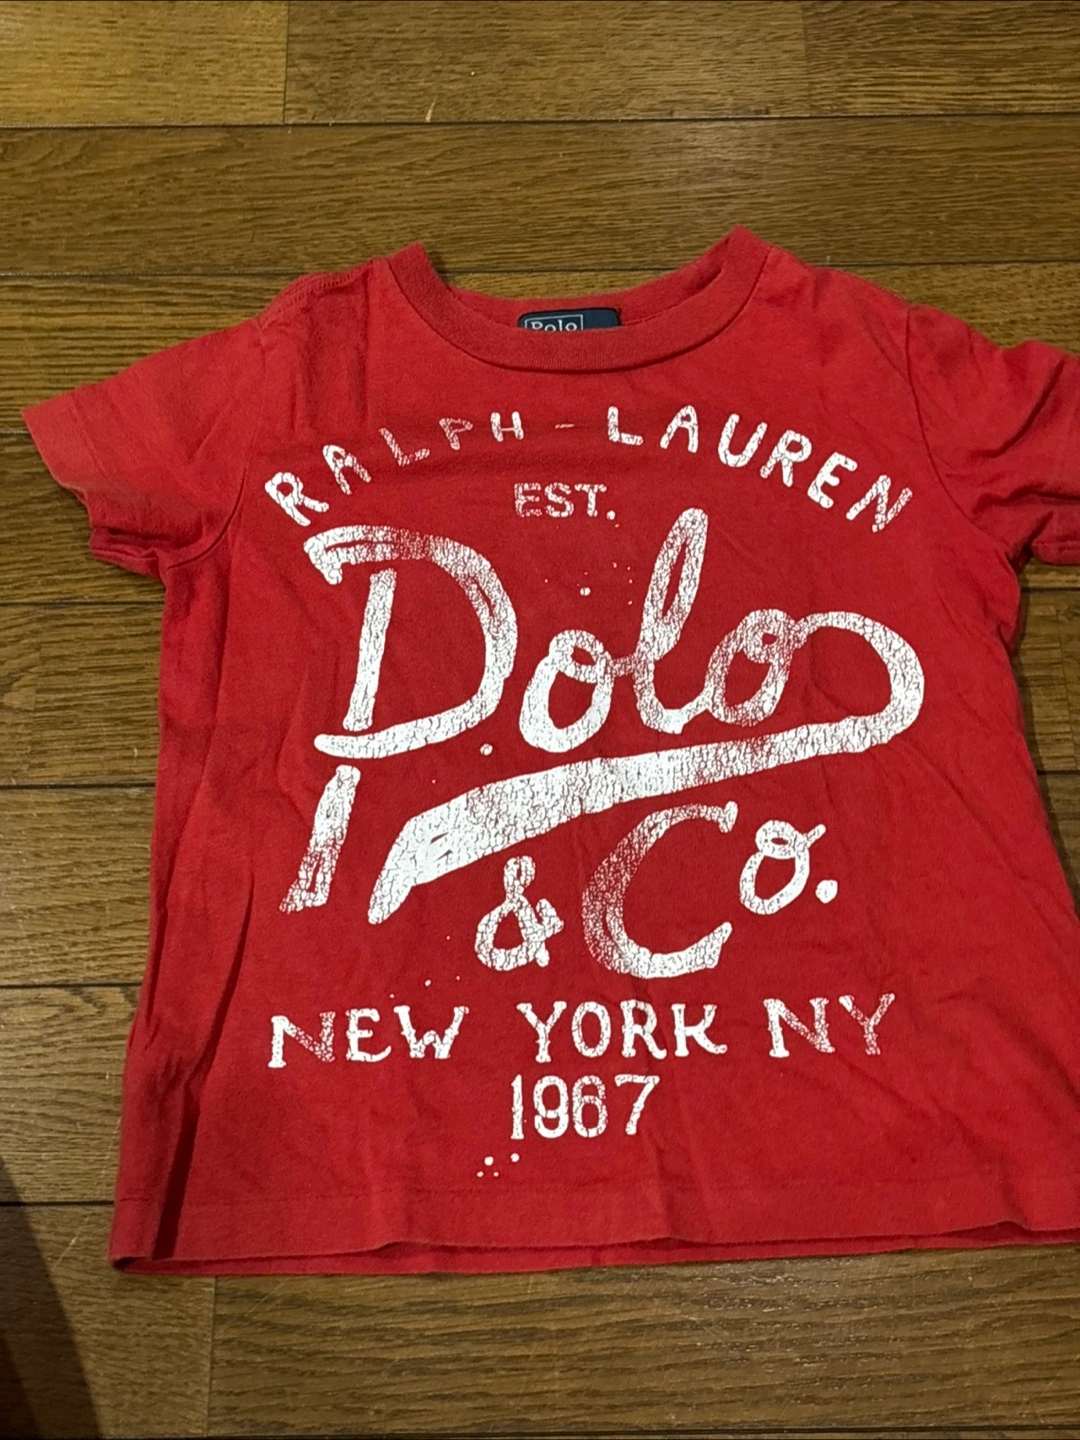 Polo
RALPH - LAUREN
EST.
Polo
& Co.
NEW YORK NY
1967